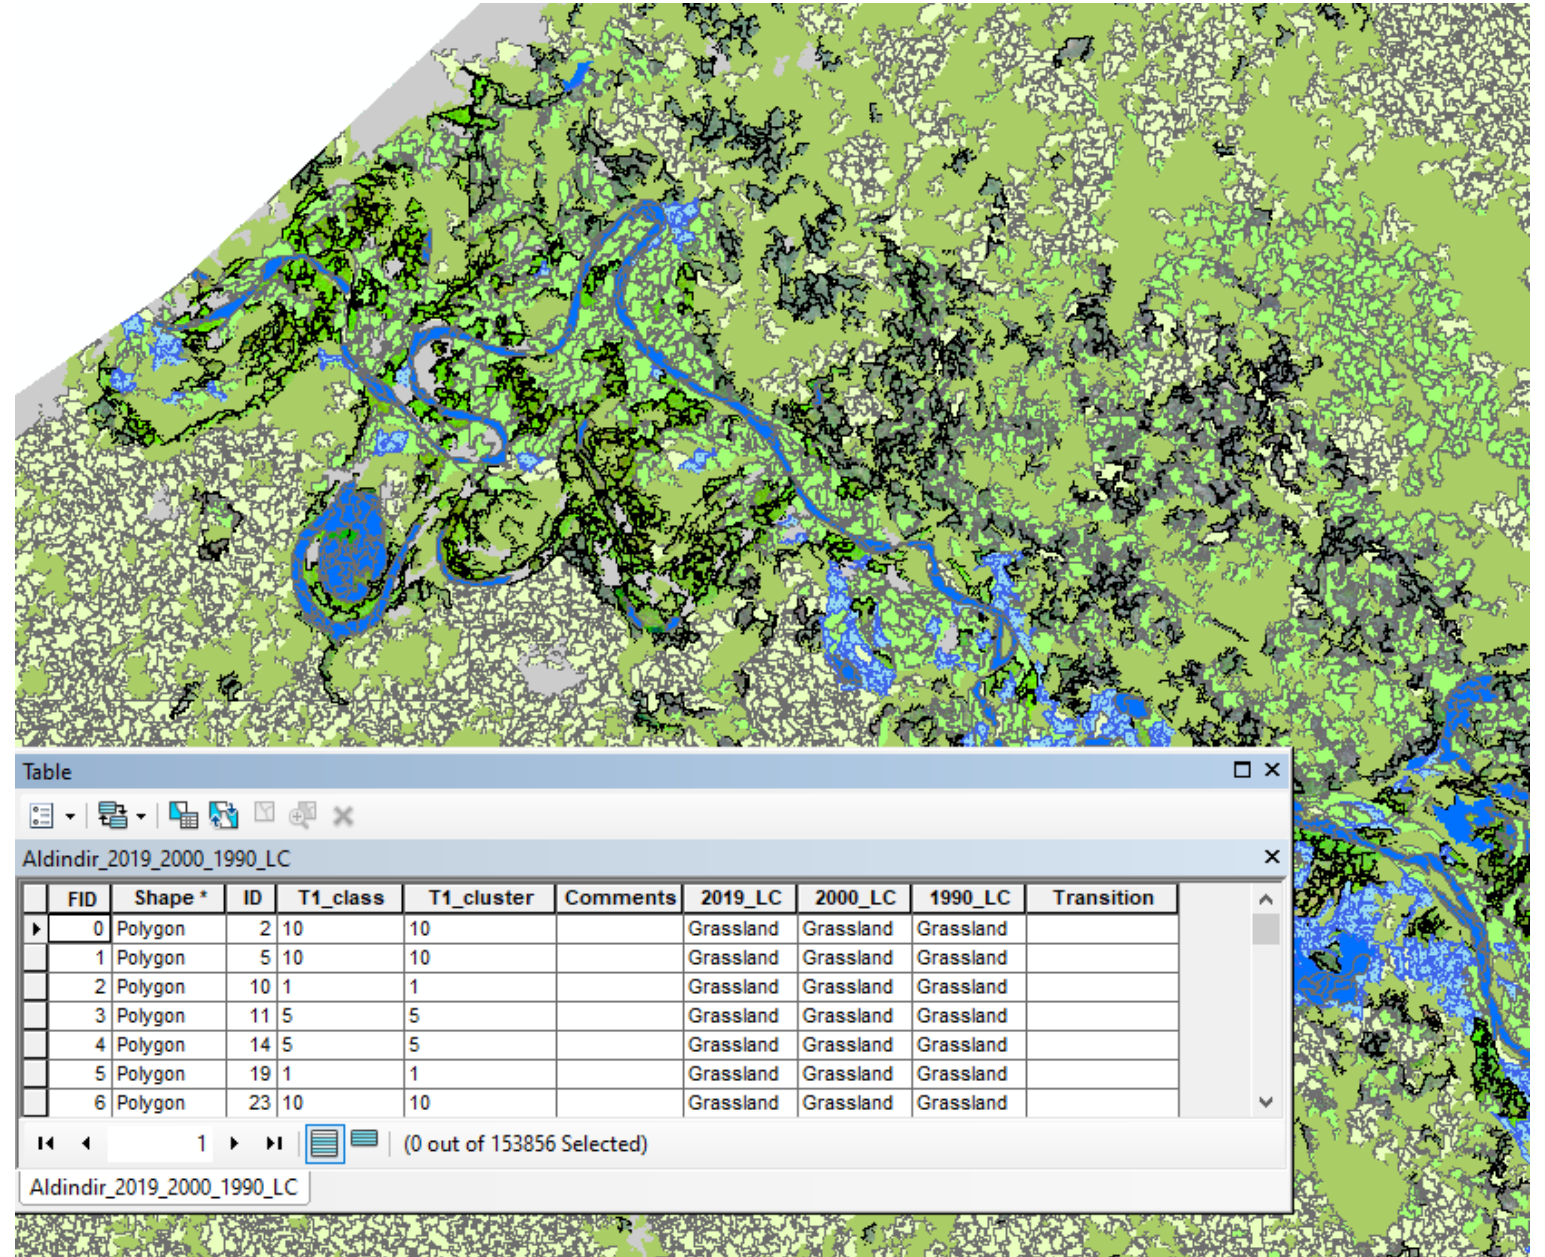 Table
Aldindir_2019_2000_1990_LC
FID Shape * ID T1_class T1_cluster Comments 2019_LC 2000_LC 1990_LC Transition
0 Polygon 2 10 10 Grassland Grassland Grassland
1 Polygon 5 10 10 Grassland Grassland Grassland
2 Polygon 10 1 1 Grassland Grassland Grassland
3 Polygon 11 5 5 Grassland Grassland Grassland
4 Polygon 14 5 5 Grassland Grassland Grassland
5 Polygon 19 1 1 Grassland Grassland Grassland
6 Polygon 23 10 10 Grassland Grassland Grassland
1 (0 out of 153856 Selected)
Aldindir_2019_2000_1990_LC